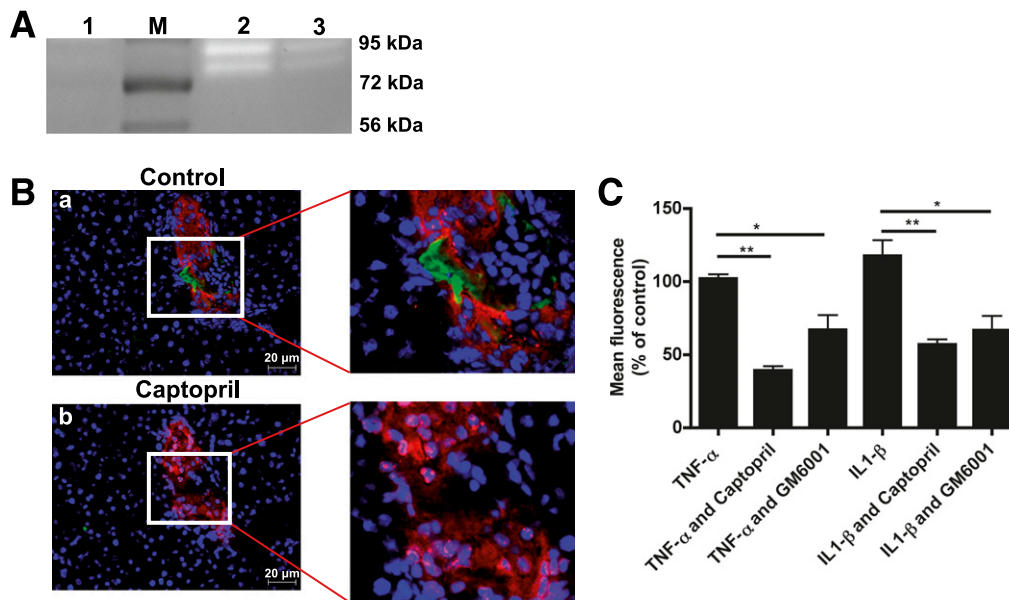 A
1 M 2 3
95 kDa
72 kDa
56 kDa
B
Control
a
20 µm
Captopril
b
20 µm
C
Mean fluorescence
(% of control)
150
100
50
0
*
**
*
**
TNF-α
TNF-α and Captopril
TNF-α and GM6001
IL1-β
IL1-β and Captopril
IL1-β and GM6001